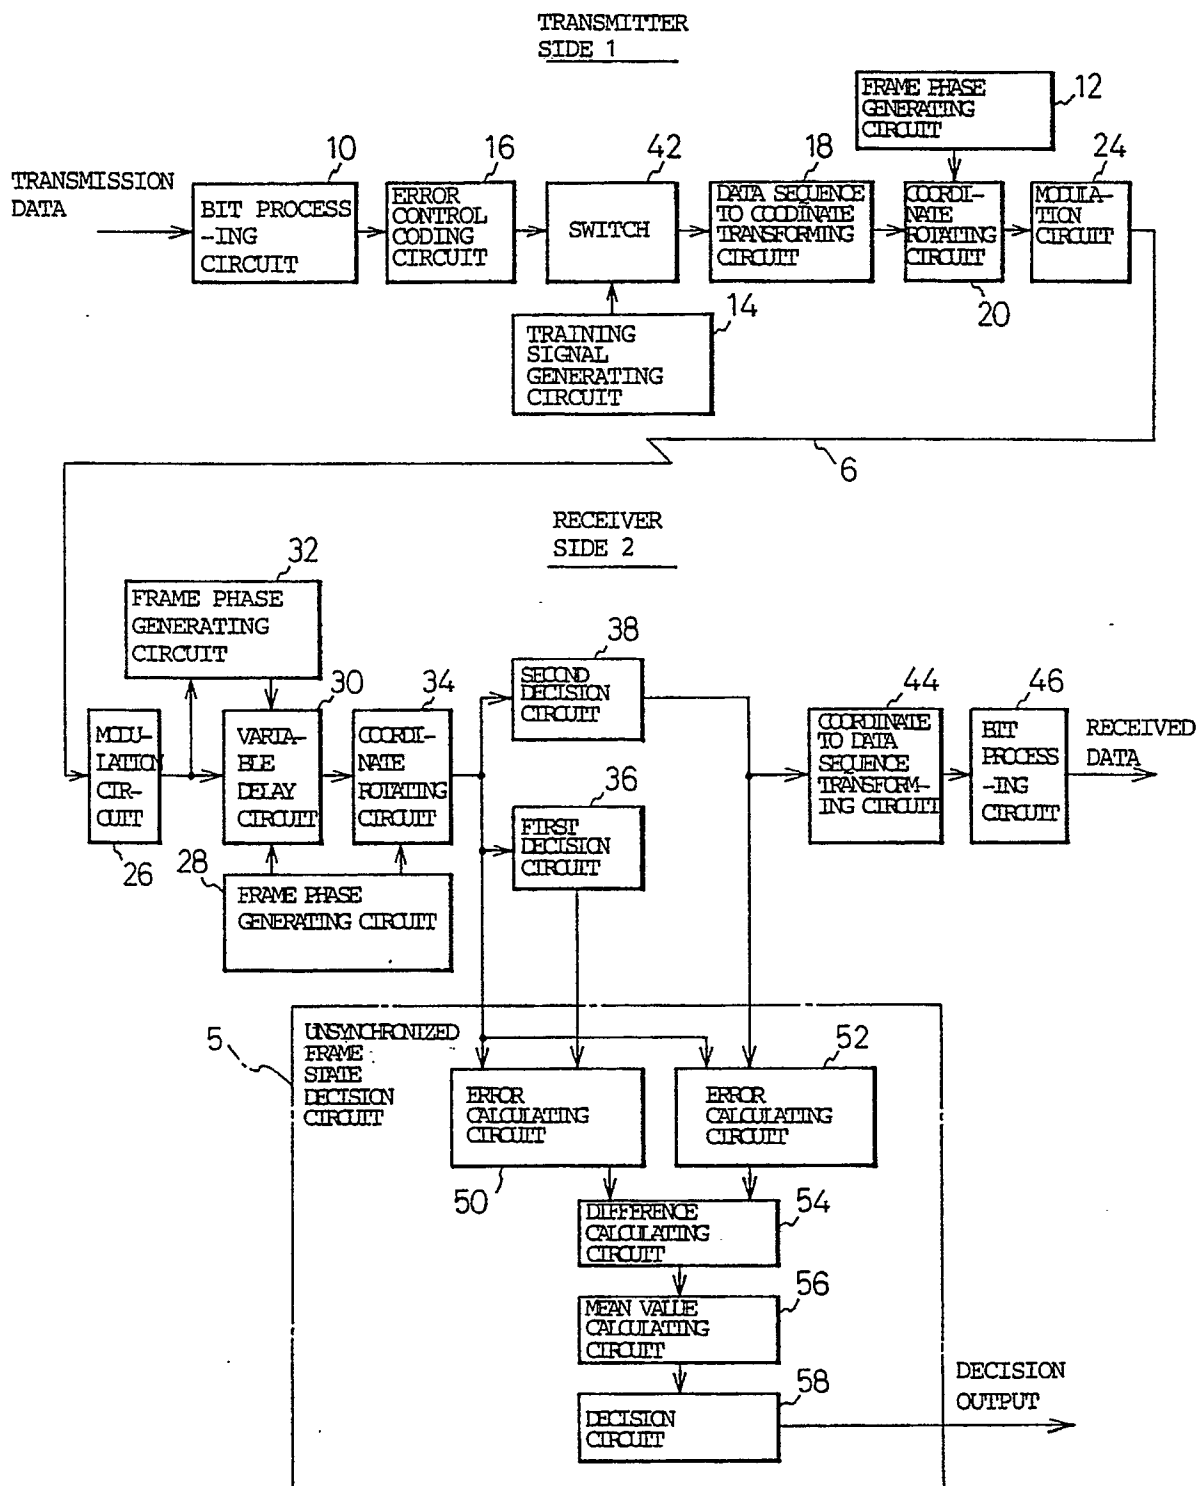 TRANSMITTER
SIDE 1
FRAME PHASE
GENERATING
CIRCUIT
12
TRANSMISSION
DATA
10
BIT PROCESS
-ING
CIRCUIT
16
ERROR
CONTROL
CODING
CIRCUIT
42
SWITCH
18
DATA SEQUENCE
TO COODINATE
TRANSFORMING
CIRCUIT
COORDI-
NATE
ROTATING
CIRCUIT
20
24
MODULA-
TION
CIRCUIT
14
TRAINING
SIGNAL
GENERATING
CIRCUIT
6
RECEIVER
SIDE 2
32
FRAME PHASE
GENERATING
CIRCUIT
MODU-
LATION
CIR-
CUIT
26
30
VARIA-
BLE
DELAY
CIRCUIT
34
COORDI-
NATE
ROTATING
CIRCUIT
28
FRAME PHASE
GENERATING CIRCUIT
38
SECOND
DECISION
CIRCUIT
36
FIRST
DECISION
CIRCUIT
44
COORDINATE
TO DATA
SEQUENCE
TRANSFORM-
ING CIRCUIT
46
BIT
PROCESS
-ING
CIRCUIT
RECEIVED
DATA
5
UNSYNCHRONIZED
FRAME
STATE
DECISION
CIRCUIT
ERROR
CALCULATING
CIRCUIT
50
52
ERROR
CALCULATING
CIRCUIT
54
DIFFERENCE
CALCULATING
CIRCUIT
56
MEAN VALUE
CALCULATING
CIRCUIT
58
DECISION
CIRCUIT
DECISION
OUTPUT